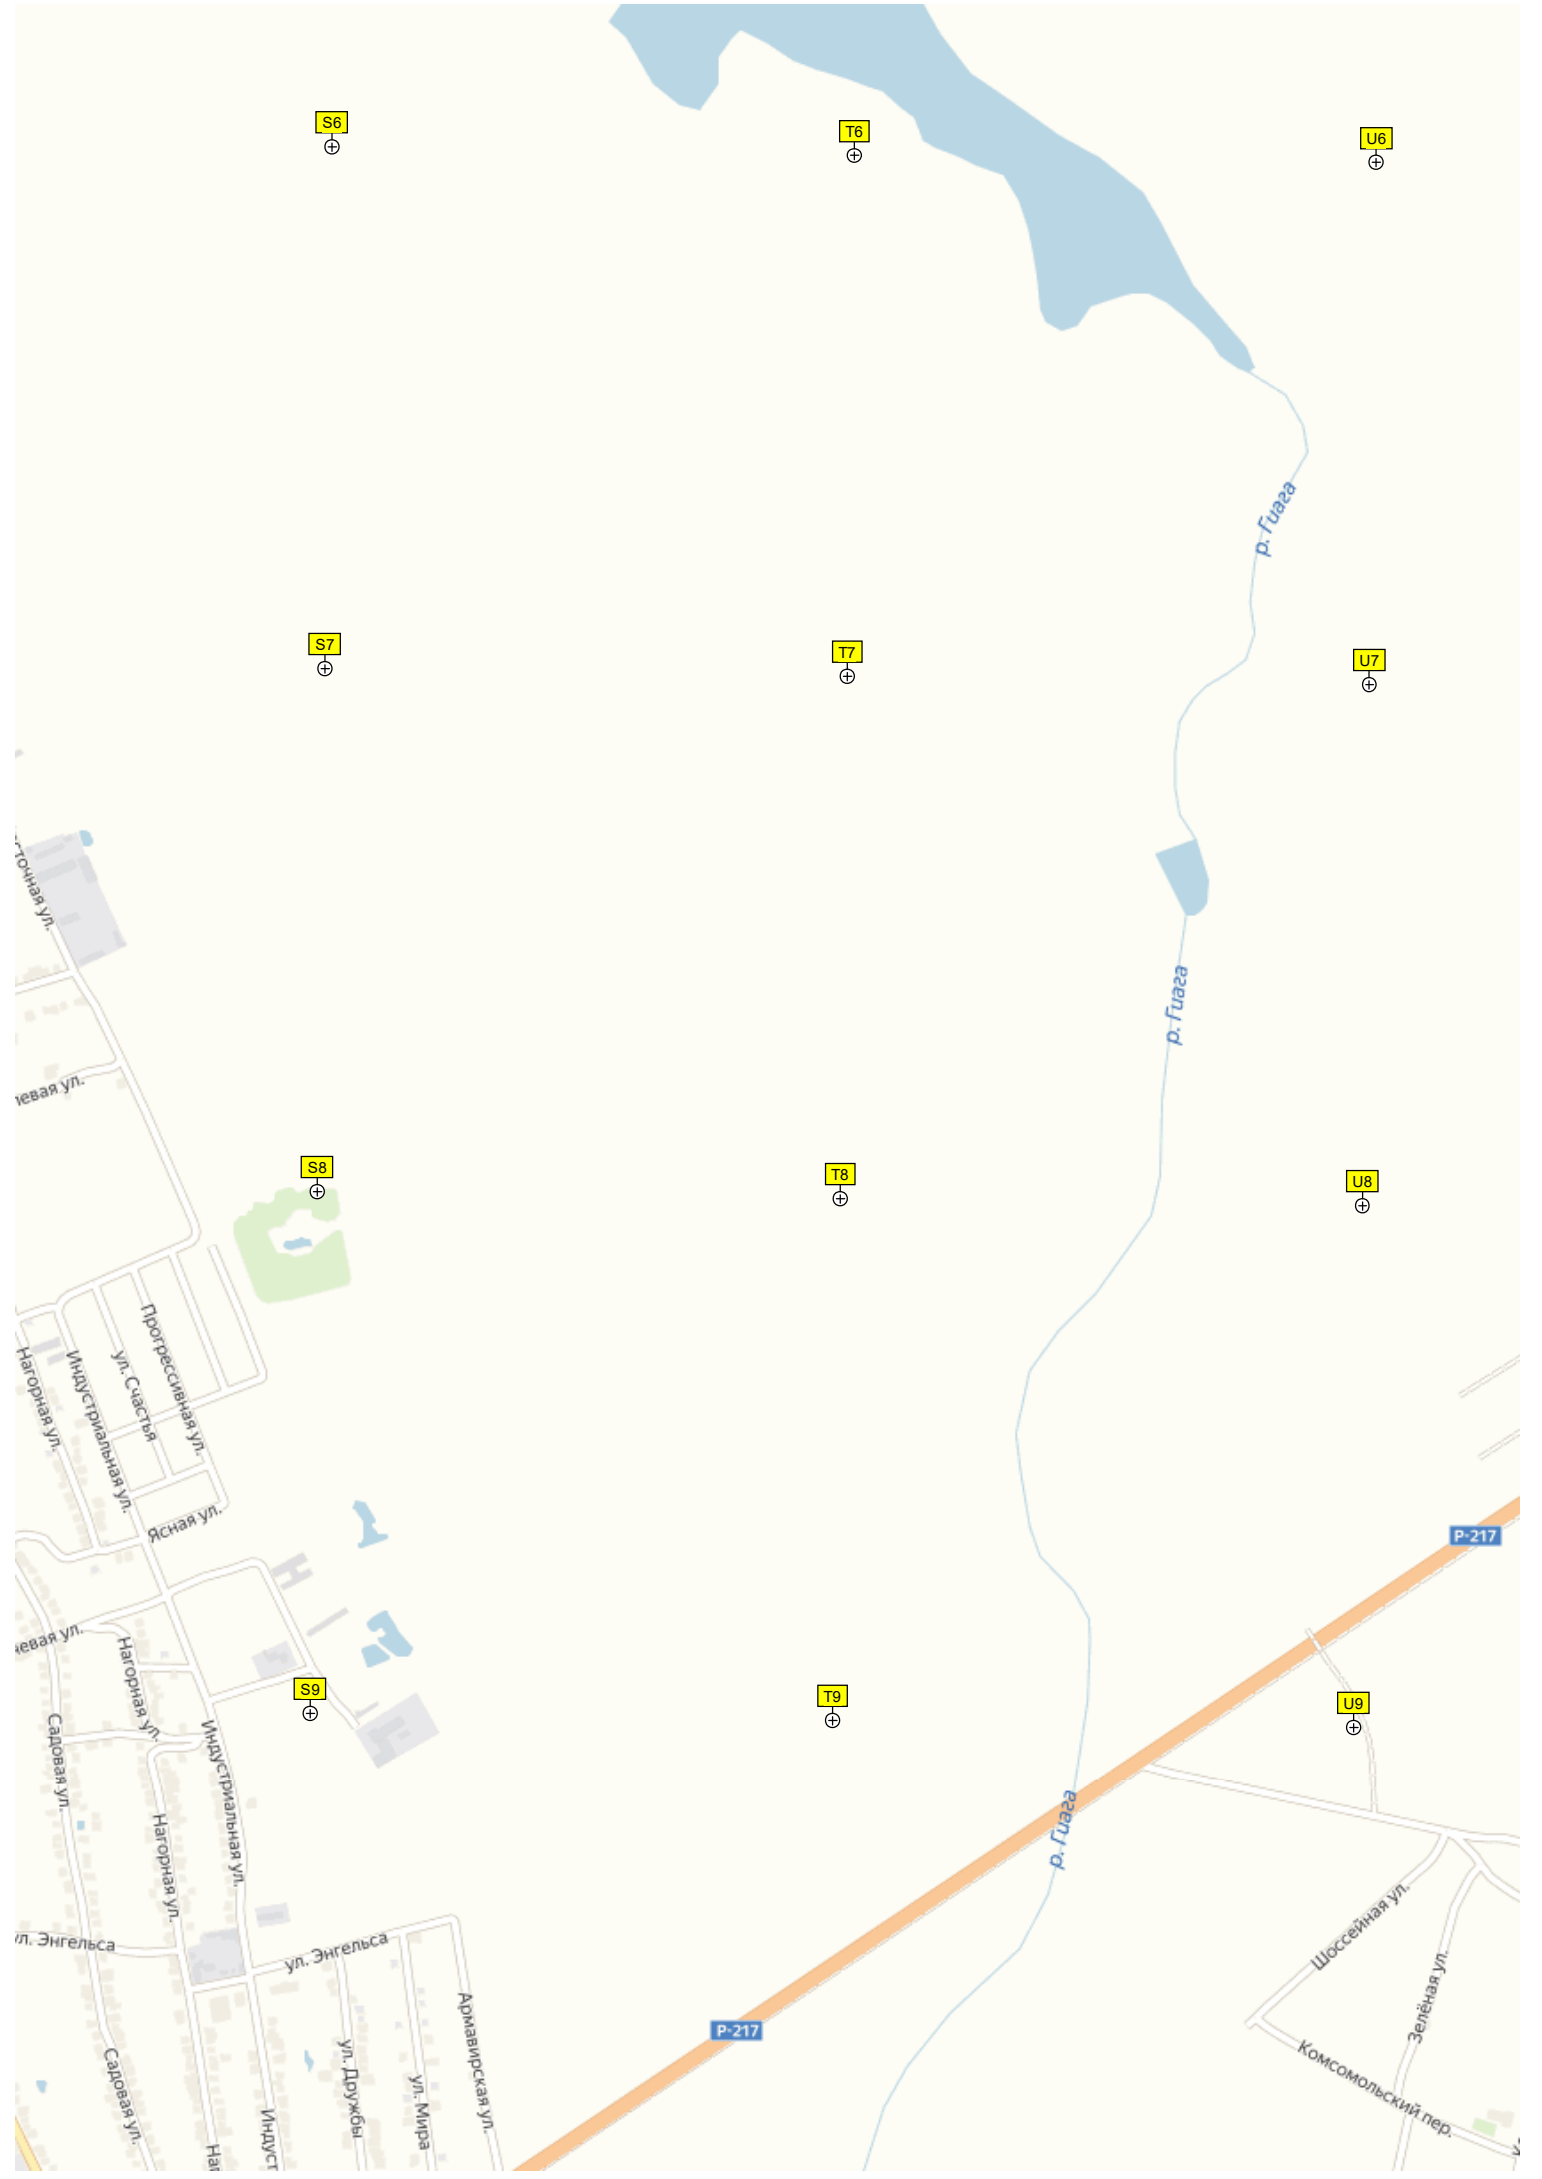 S6
T6
U6
р. Гиага
S7
T7
U7
р. Гиага
S8
T8
U8
Прогрессивная ул.
ул. Счастья
Индустриальная ул.
Нагорная ул.
Ясная ул.
P-217
Нагорная ул.
S9
T9
U9
Садовая ул.
Индустриальная ул.
р. Гиага
Нагорная ул.
Шоссейная ул.
ул. Энгельса
ул. Энгельса
Зелёная ул.
Армавирская ул.
P-217
ул. Дружбы
ул. Мира
Садовая ул.
Комсомольский пер.